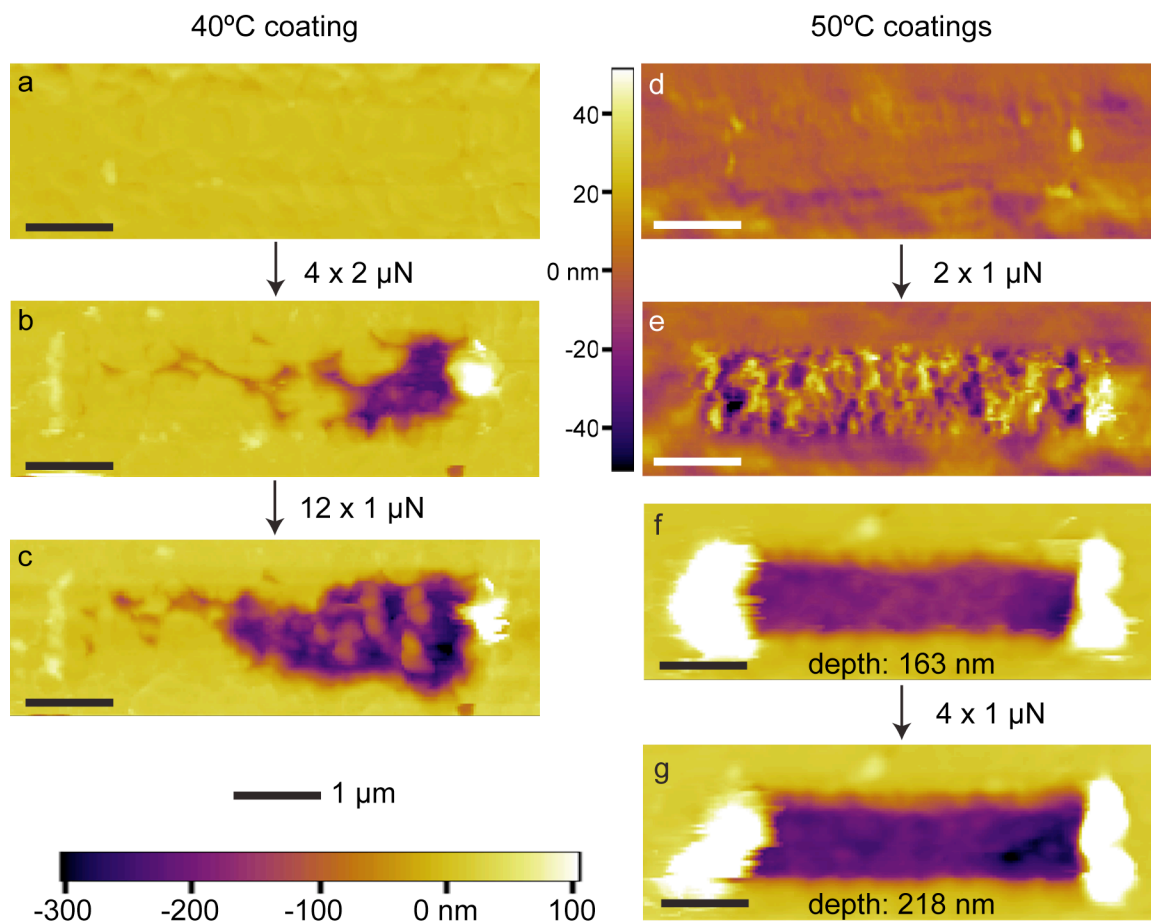 40ºC coating
50ºC coatings
a
d
40
20
0 nm
-20
-40
4 x 2 µN
2 x 1 µN
b
e
12 x 1 µN
c
f
depth: 163 nm
4 x 1 µN
g
depth: 218 nm
1 µm
-300 -200 -100 0 nm 100